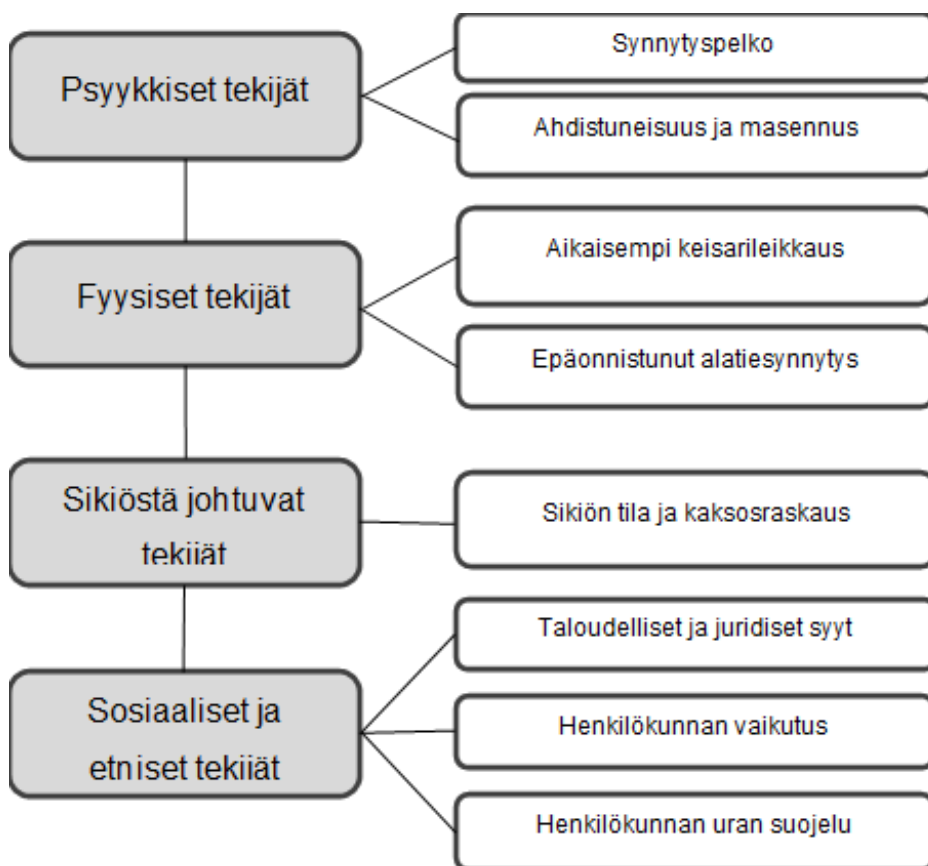 Psyykkiset tekijät
Synnytyspelko
Ahdistuneisuus ja masennus
Fyysiset tekijät
Aikaisempi keisarileikkaus
Epäonnistunut alatiesynnytys
Sikiöstä johtuvat
tekijät
Sikiön tila ja kaksosraskaus
Sosiaaliset ja
etniset tekijät
Taloudelliset ja juridiset syyt
Henkilökunnan vaikutus
Henkilökunnan uran suojelu